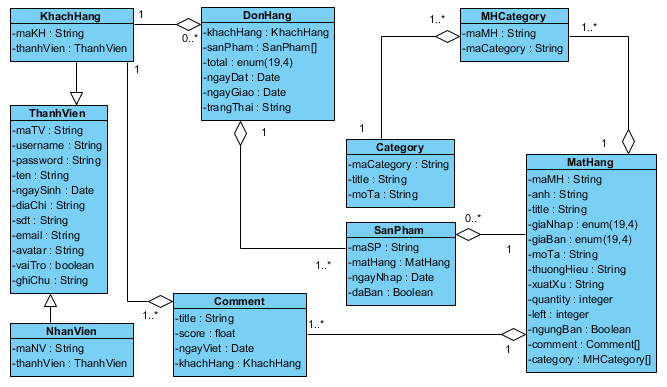 KhachHang
-maKH : String
-thanhVien : ThanhVien
1
0..*
1
DonHang
-khachHang : KhachHang
-sanPham : SanPham[]
-total : enum(19,4)
-ngayDat : Date
-ngayGiao : Date
-trangThai : String
1
1..*
MHCategory
-maMH : String
-maCategory : String
1..*
1..*
1
1
ThanhVien
-maTV : String
-username : String
-password : String
-ten : String
-ngaySinh : Date
-diaChi : String
-sdt : String
-email : String
-avatar : String
-vaiTro : boolean
-ghiChu : String
Category
-maCategory : String
-title : String
-moTa : String
MatHang
-maMH : String
-anh : String
-title : String
-giaNhap : enum(19,4)
-giaBan : enum(19,4)
-moTa : String
-thuongHieu : String
-xuatXu : String
-quantity : integer
-left : integer
-ngungBan : Boolean
-comment : Comment[]
-category : MHCategory[]
SanPham
-maSP : String
-matHang : MatHang
-ngayNhap : Date
-daBan : Boolean
0..*
1
NhanVien
-maNV : String
-thanhVien : ThanhVien
1..*
Comment
-title : String
-score : float
-ngayViet : Date
-khachHang : KhachHang
1..*
1